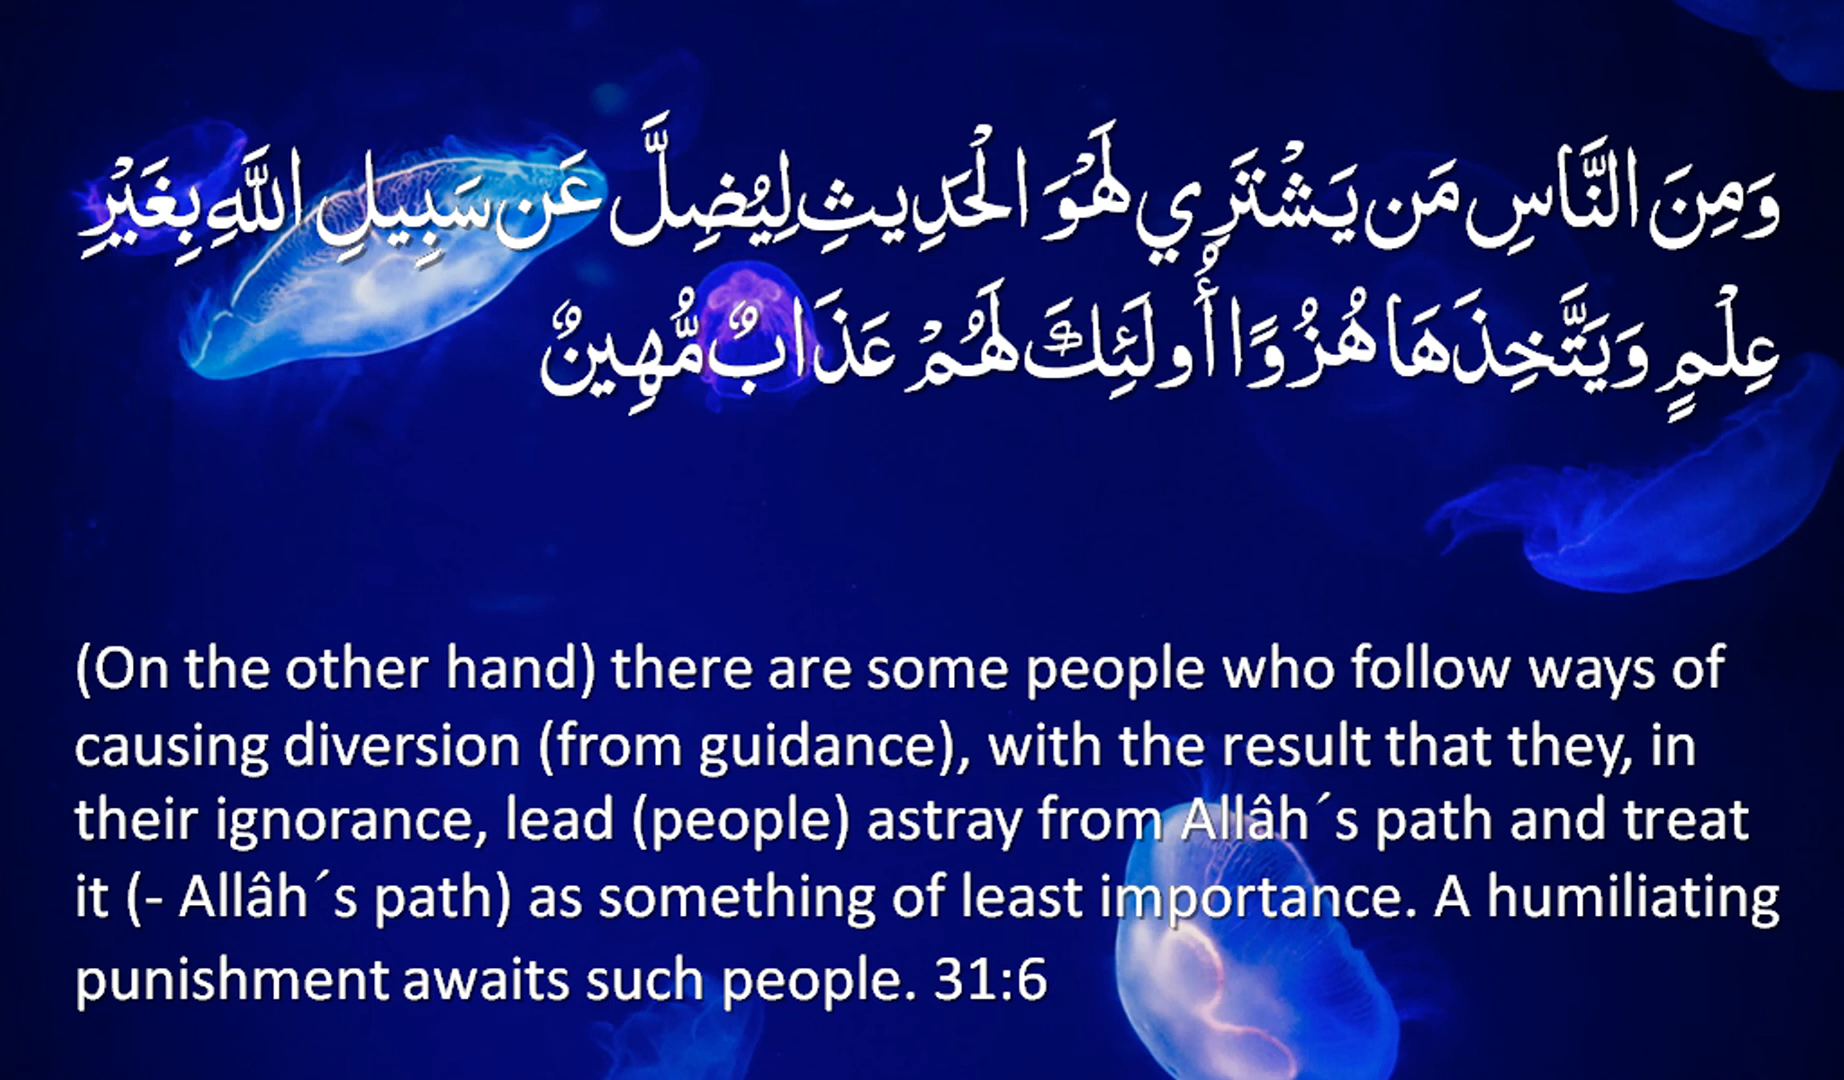 وَمِنَ النَّاسِ مَن يَشْتَرِي لَهْوَ الْحَدِيثِ لِيُضِلَّ عَن سَبِيلِ اللَّهِ بِغَيْرِ
عِلْمٍ وَيَتَّخِذَهَا هُزُوًا أُولَئِكَ لَهُمْ عَذَابٌ مُّهِينٌ
(On the other hand) there are some people who follow ways of
causing diversion (from guidance), with the result that they, in
their ignorance, lead (people) astray from Allâh´s path and treat
it (- Allâh´s path) as something of least importance. A humiliating
punishment awaits such people. 31:6